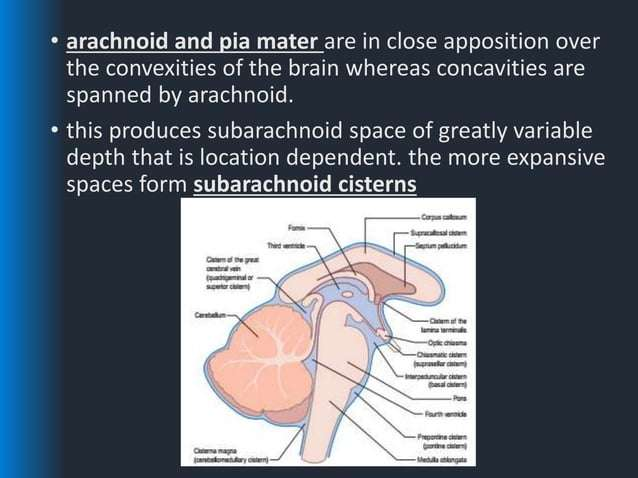 • arachnoid and pia mater are in close apposition over
the convexities of the brain whereas concavities are
spanned by arachnoid.
• this produces subarachnoid space of greatly variable
depth that is location dependent. the more expansive
spaces form subarachnoid cisterns
Corpus callosum
Fornix
Supracallosal cistern
Third ventricle
Septum pellucidum
Cistern of the great
cerebral vein
(quadrigeminal or
superior cistern)
Cerebellum
Cistern of the
lamina terminalis
Optic chiasma
Chiasmatic cistern
(suprasellar cistern)
Interpeduncular cistern
(basal cistern)
Pons
Fourth ventricle
Prepontine cistern
(pontine cistern)
Cisterna magna
(cerebellomedullary cistern)
Medulla oblongata